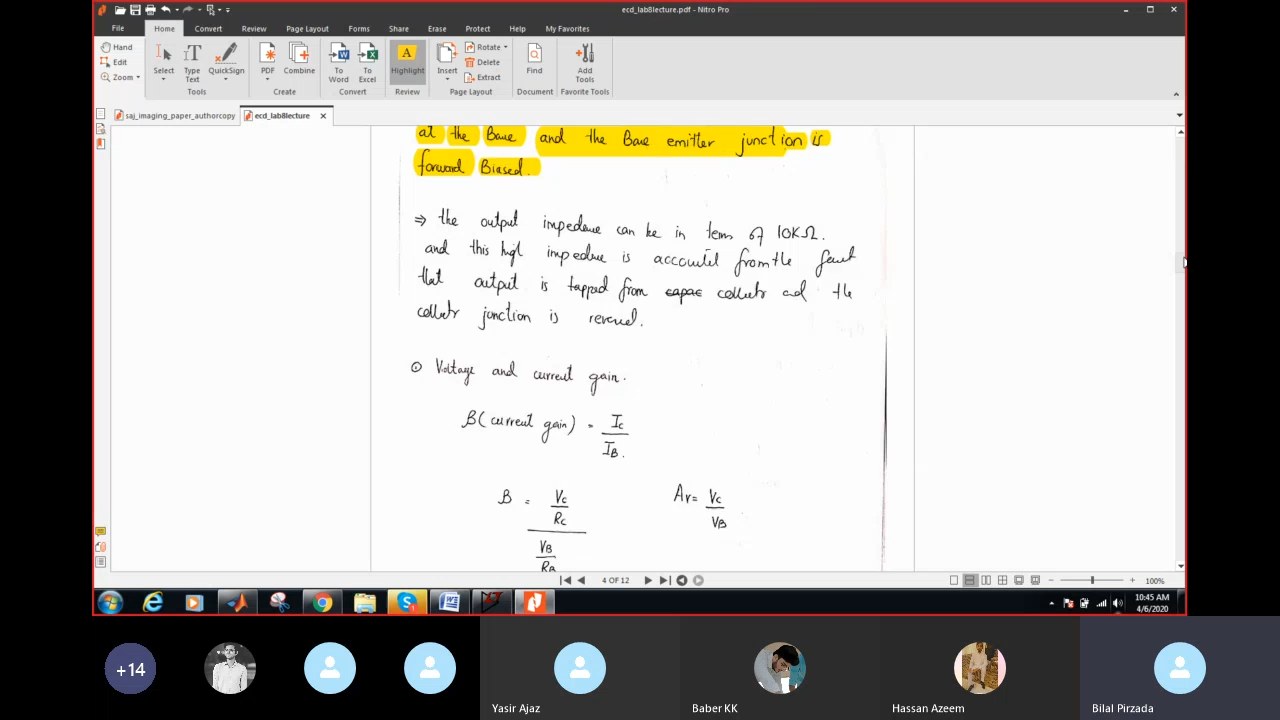 ecd_lab8lecture.pdf - Nitro Pro
File Home Convert Review Page Layout Forms Share Erase Protect Help My Favorites
Hand
Edit
Zoom
Select
Type Text
QuickSign
Tools
PDF
Combine
Create
To Word
To Excel
Convert
Highlight
Review
Insert
Rotate
Delete
Extract
Page Layout
Find
Document
Add Tools
Favorite Tools
saj_imaging_paper_authorcopy ecd_lab8lecture
at the Base and the Base emitter junction is
forward Biased.
⇒ the output impedence can be in terms of 10KΩ.
and this high impedence is accounted from the fact
that output is tapped from capac collector and the
collector junction is reversed.
Voltage and current gain.
β(current gain) = Ic
IB.
β = Vc
Rc
VB
RB
Av = Vc
VB
4 OF 12
100%
10:45 AM
4/6/2020
+14
Yasir Ajaz
Baber KK
Hassan Azeem
Bilal Pirzada